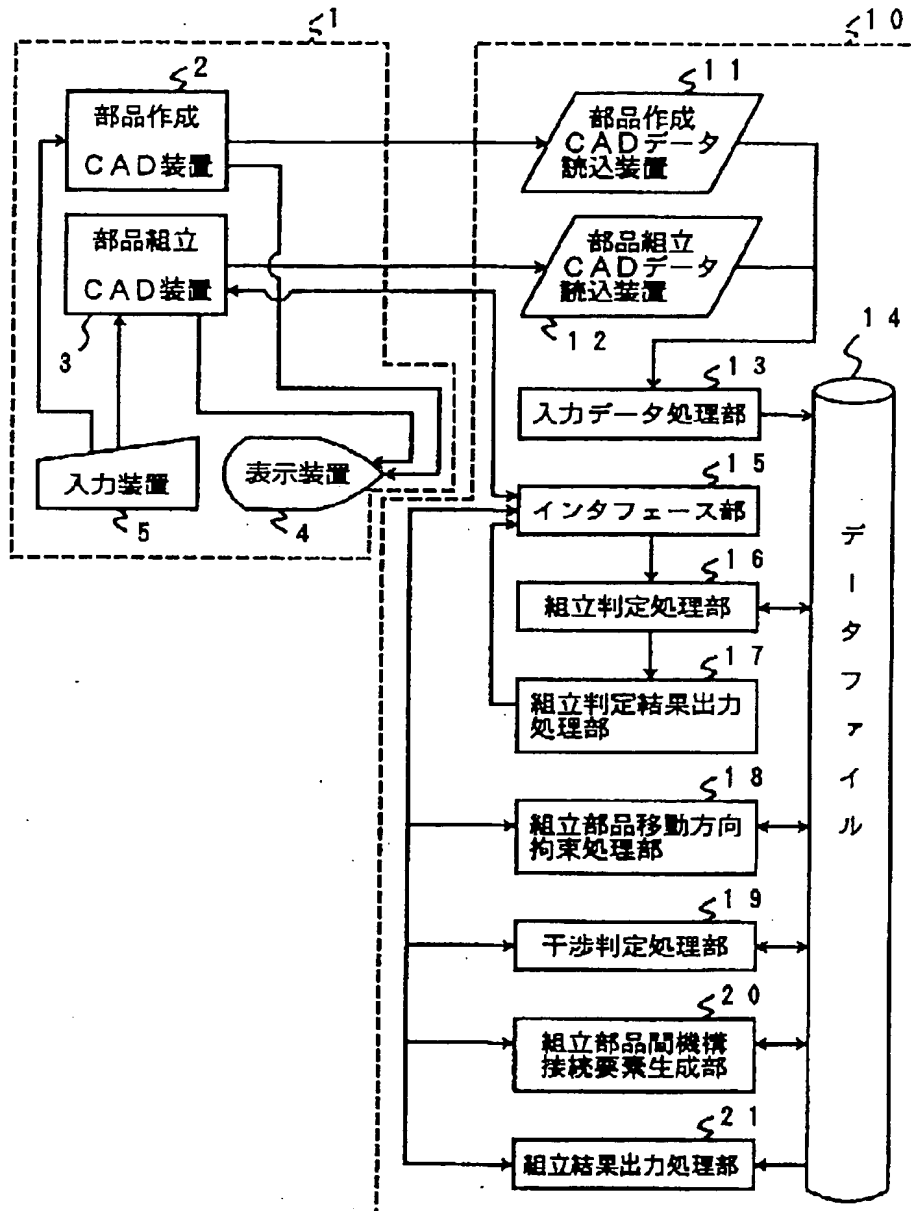 1
10
2
部品作成
CAD装置
11
部品作成
CADデータ
読込装置
部品組立
CAD装置
3
部品組立
CADデータ
読込装置
12
14
13
入力データ処理部
入力装置
5
表示装置
4
15
インタフェース部
16
組立判定処理部
17
組立判定結果出力
処理部
18
組立部品移動方向
拘束処理部
19
干渉判定処理部
20
組立部品間機構
接続要素生成部
21
組立結果出力処理部
データファイル